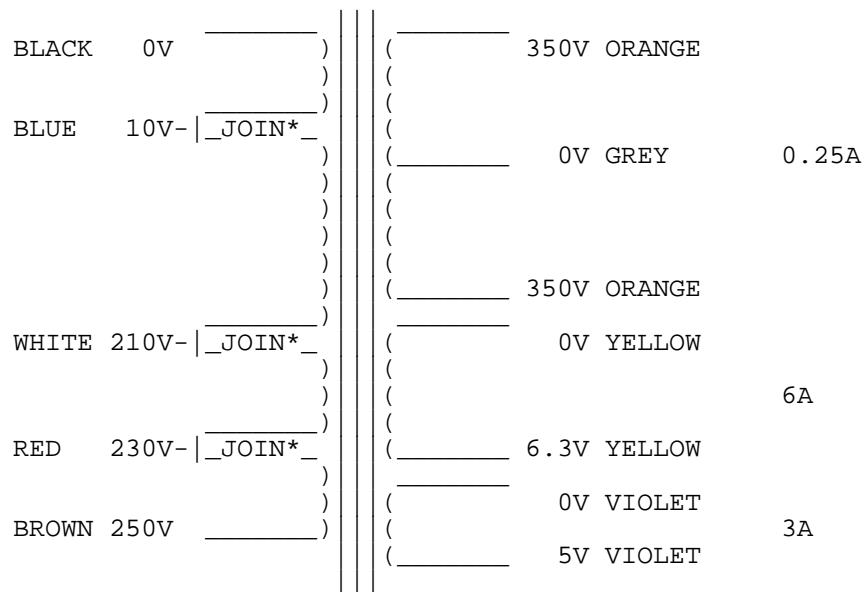 BLACK 0V 350V ORANGE
BLUE 10V-|_JOIN*_
0V GREY 0.25A
350V ORANGE
WHITE 210V-|_JOIN*_ 0V YELLOW
6A
RED 230V-|_JOIN*_ 6.3V YELLOW
0V VIOLET
BROWN 250V 3A
5V VIOLET